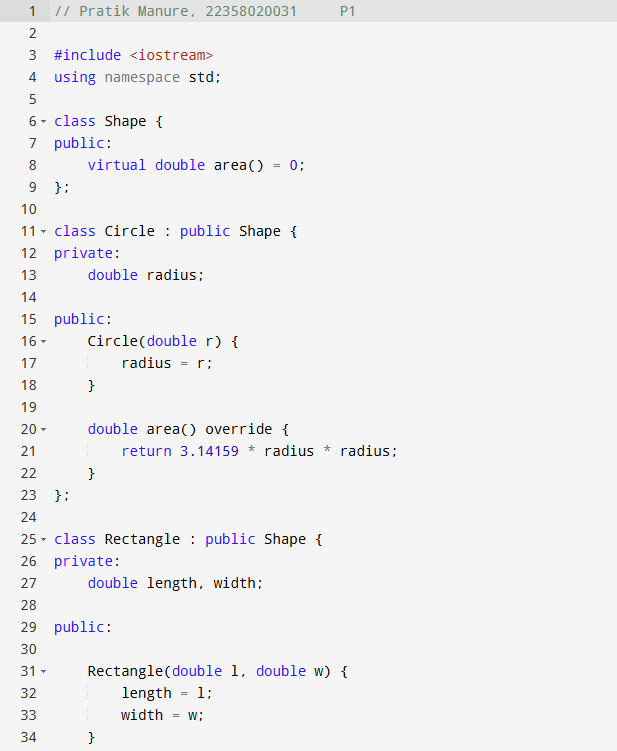 1 // Pratik Manure, 22358020031     P1
2
3 #include <iostream>
4 using namespace std;
5
6 class Shape {
7 public:
8     virtual double area() = 0;
9 };
10
11 class Circle : public Shape {
12 private:
13     double radius;
14
15 public:
16     Circle(double r) {
17         radius = r;
18     }
19
20     double area() override {
21         return 3.14159 * radius * radius;
22     }
23 };
24
25 class Rectangle : public Shape {
26 private:
27     double length, width;
28
29 public:
30
31     Rectangle(double l, double w) {
32         length = l;
33         width = w;
34     }